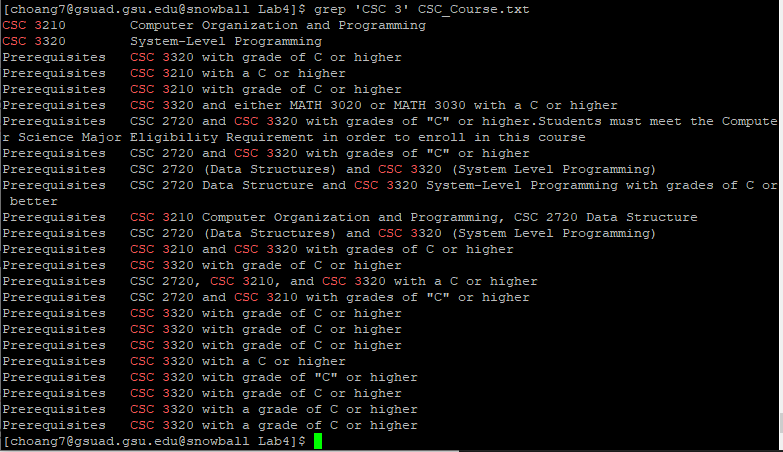 [choang7@gsuad.gsu.edu@snowball Lab4]$ grep 'CSC 3' CSC_Course.txt
CSC 3210 Computer Organization and Programming
CSC 3320 System-Level Programming
Prerequisites CSC 3320 with grade of C or higher
Prerequisites CSC 3210 with a C or higher
Prerequisites CSC 3210 with grade of C or higher
Prerequisites CSC 3320 and either MATH 3020 or MATH 3030 with a C or higher
Prerequisites CSC 2720 and CSC 3320 with grades of "C" or higher.Students must meet the Compute
r Science Major Eligibility Requirement in order to enroll in this course
Prerequisites CSC 2720 and CSC 3320 with grades of "C" or higher
Prerequisites CSC 2720 (Data Structures) and CSC 3320 (System Level Programming)
Prerequisites CSC 2720 Data Structure and CSC 3320 System-Level Programming with grades of C or
better
Prerequisites CSC 3210 Computer Organization and Programming, CSC 2720 Data Structure
Prerequisites CSC 2720 (Data Structures) and CSC 3320 (System Level Programming)
Prerequisites CSC 3210 and CSC 3320 with grades of C or higher
Prerequisites CSC 3320 with grade of C or higher
Prerequisites CSC 2720, CSC 3210, and CSC 3320 with a C or higher
Prerequisites CSC 2720 and CSC 3210 with grades of "C" or higher
Prerequisites CSC 3320 with grade of C or higher
Prerequisites CSC 3320 with grade of C or higher
Prerequisites CSC 3320 with grade of C or higher
Prerequisites CSC 3320 with a C or higher
Prerequisites CSC 3320 with grade of "C" or higher
Prerequisites CSC 3320 with grade of C or higher
Prerequisites CSC 3320 with a grade of C or higher
Prerequisites CSC 3320 with a grade of C or higher
[choang7@gsuad.gsu.edu@snowball Lab4]$